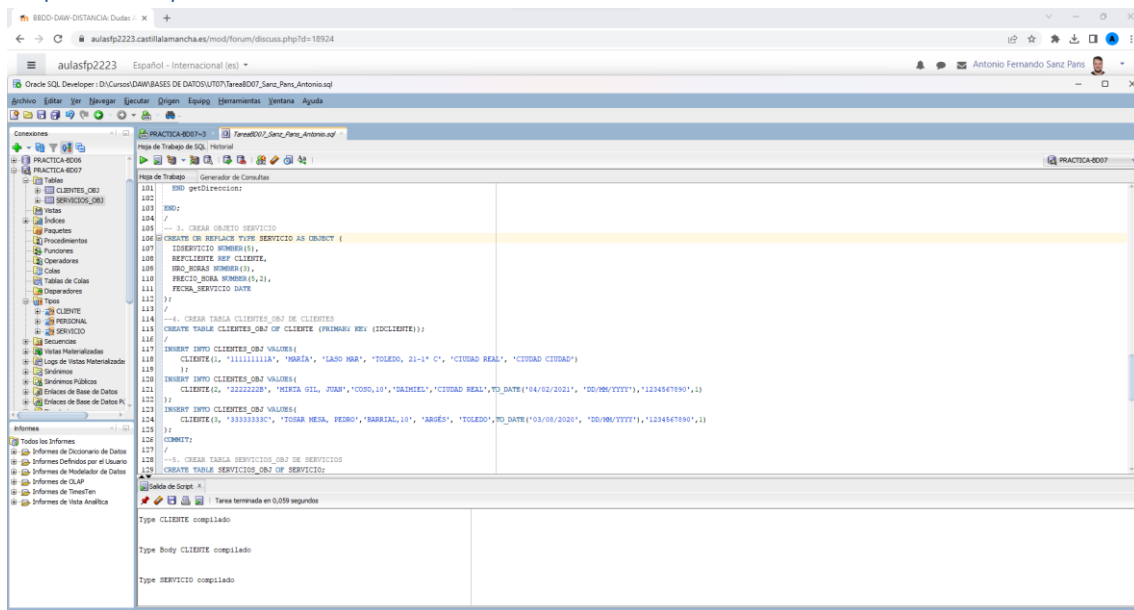 BBDD-DAW-DISTANCIA: Dudas
aulasfp2223.castillalamancha.es/mod/forum/discuss.php?d=18924
aulasfp2223
Español - Internacional (es)
Antonio Fernando Sanz Pans
Oracle SQL Developer : D:\Cursos\DAW\BASES DE DATOS\UT07\TareaBD07_Sanz_Pans_Antonio.sql
Archivo Editar Ver Navegar Ejecutar Origen Equipo Herramientas Ventana Ayuda
Conexiones
PRACTICA-BD06
PRACTICA-BD07
Tablas
CLIENTES_OBJ
SERVICIOS_OBJ
Vistas
Índices
Paquetes
Procedimientos
Funciones
Operadores
Colas
Tablas de Colas
Disparadores
Tipos
CLIENTE
PERSONAL
SERVICIO
Secuencias
Vistas Materializadas
Logs de Vistas Materializadas
Sinónimos
Sinónimos Públicos
Enlaces de Base de Datos
Enlaces de Base de Datos Pú
Informes
Todos los Informes
Informes de Diccionario de Datos
Informes Definidos por el Usuario
Informes de Modelador de Datos
Informes de OLAP
Informes de TimesTen
Informes de Vista Analítica
PRACTICA-BD07~3
TareaBD07_Sanz_Pans_Antonio.sql
Hoja de Trabajo de SQL Historial
PRACTICA-BD07
Hoja de Trabajo Generador de Consultas
101 END getDireccion;
102
103 END;
104 /
105 -- 3. CREAR OBJETO SERVICIO
106 CREATE OR REPLACE TYPE SERVICIO AS OBJECT (
107 IDSERVICIO NUMBER(5),
108 REFCLIENTE REF CLIENTE,
109 NRO_HORAS NUMBER(3),
110 PRECIO_HORA NUMBER(5,2),
111 FECHA_SERVICIO DATE
112 );
113 /
114 --4. CREAR TABLA CLIENTES_OBJ DE CLIENTES
115 CREATE TABLE CLIENTES_OBJ OF CLIENTE (PRIMARY KEY (IDCLIENTE));
116 /
117 INSERT INTO CLIENTES_OBJ VALUES(
118 CLIENTE(1, '11111111A', 'MARÍA', 'LASO MAR', 'TOLEDO, 21-1º C', 'CIUDAD REAL', 'CIUDAD CIUDAD')
119 );
120 INSERT INTO CLIENTES_OBJ VALUES(
121 CLIENTE(2, '2222222B', 'MIRTA GIL, JUAN','COSO,10','DAIMIEL','CIUDAD REAL',TO_DATE('04/02/2021', 'DD/MM/YYYY'),'1234567890',1)
122 );
123 INSERT INTO CLIENTES_OBJ VALUES(
124 CLIENTE(3, '33333333C', 'TOSAR MESA, PEDRO','BARRIAL,10', 'ARGÉS', 'TOLEDO',TO_DATE('03/08/2020', 'DD/MM/YYYY'),'1234567890',1)
125 );
126 COMMIT;
127 /
128 --5. CREAR TABLA SERVICIOS_OBJ DE SERVICIOS
129 CREATE TABLE SERVICIOS_OBJ OF SERVICIO;
Salida de Script
Tarea terminada en 0,059 segundos
Type CLIENTE compilado
Type Body CLIENTE compilado
Type SERVICIO compilado